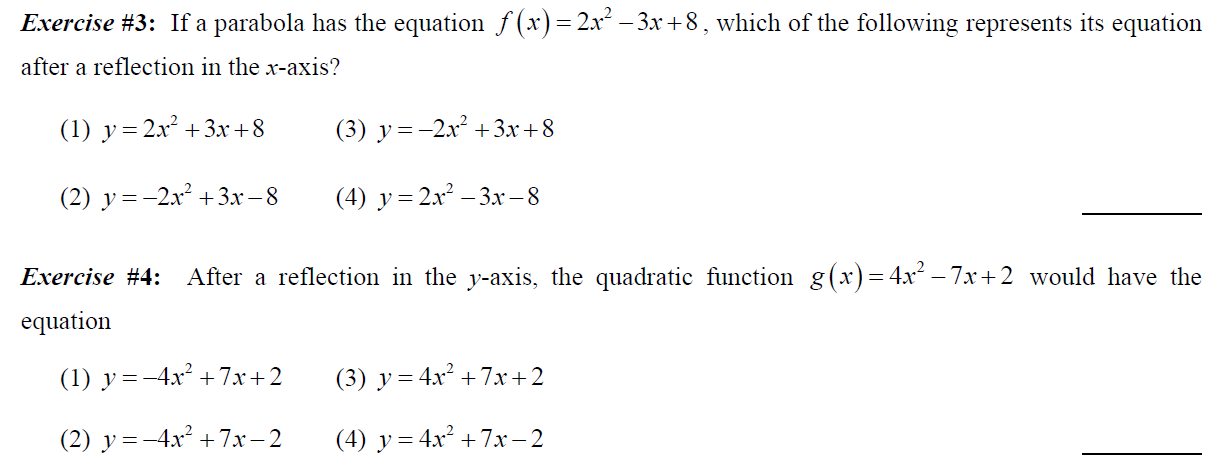 Exercise #3: If a parabola has the equation f(x)=2x²−3x+8, which of the following represents its equation
after a reflection in the x-axis?
(1) y=2x²+3x+8 (3) y=−2x²+3x+8
(2) y=−2x²+3x−8 (4) y=2x²−3x−8
Exercise #4: After a reflection in the y-axis, the quadratic function g(x)=4x²−7x+2 would have the
equation
(1) y=−4x²+7x+2 (3) y=4x²+7x+2
(2) y=−4x²+7x−2 (4) y=4x²+7x−2